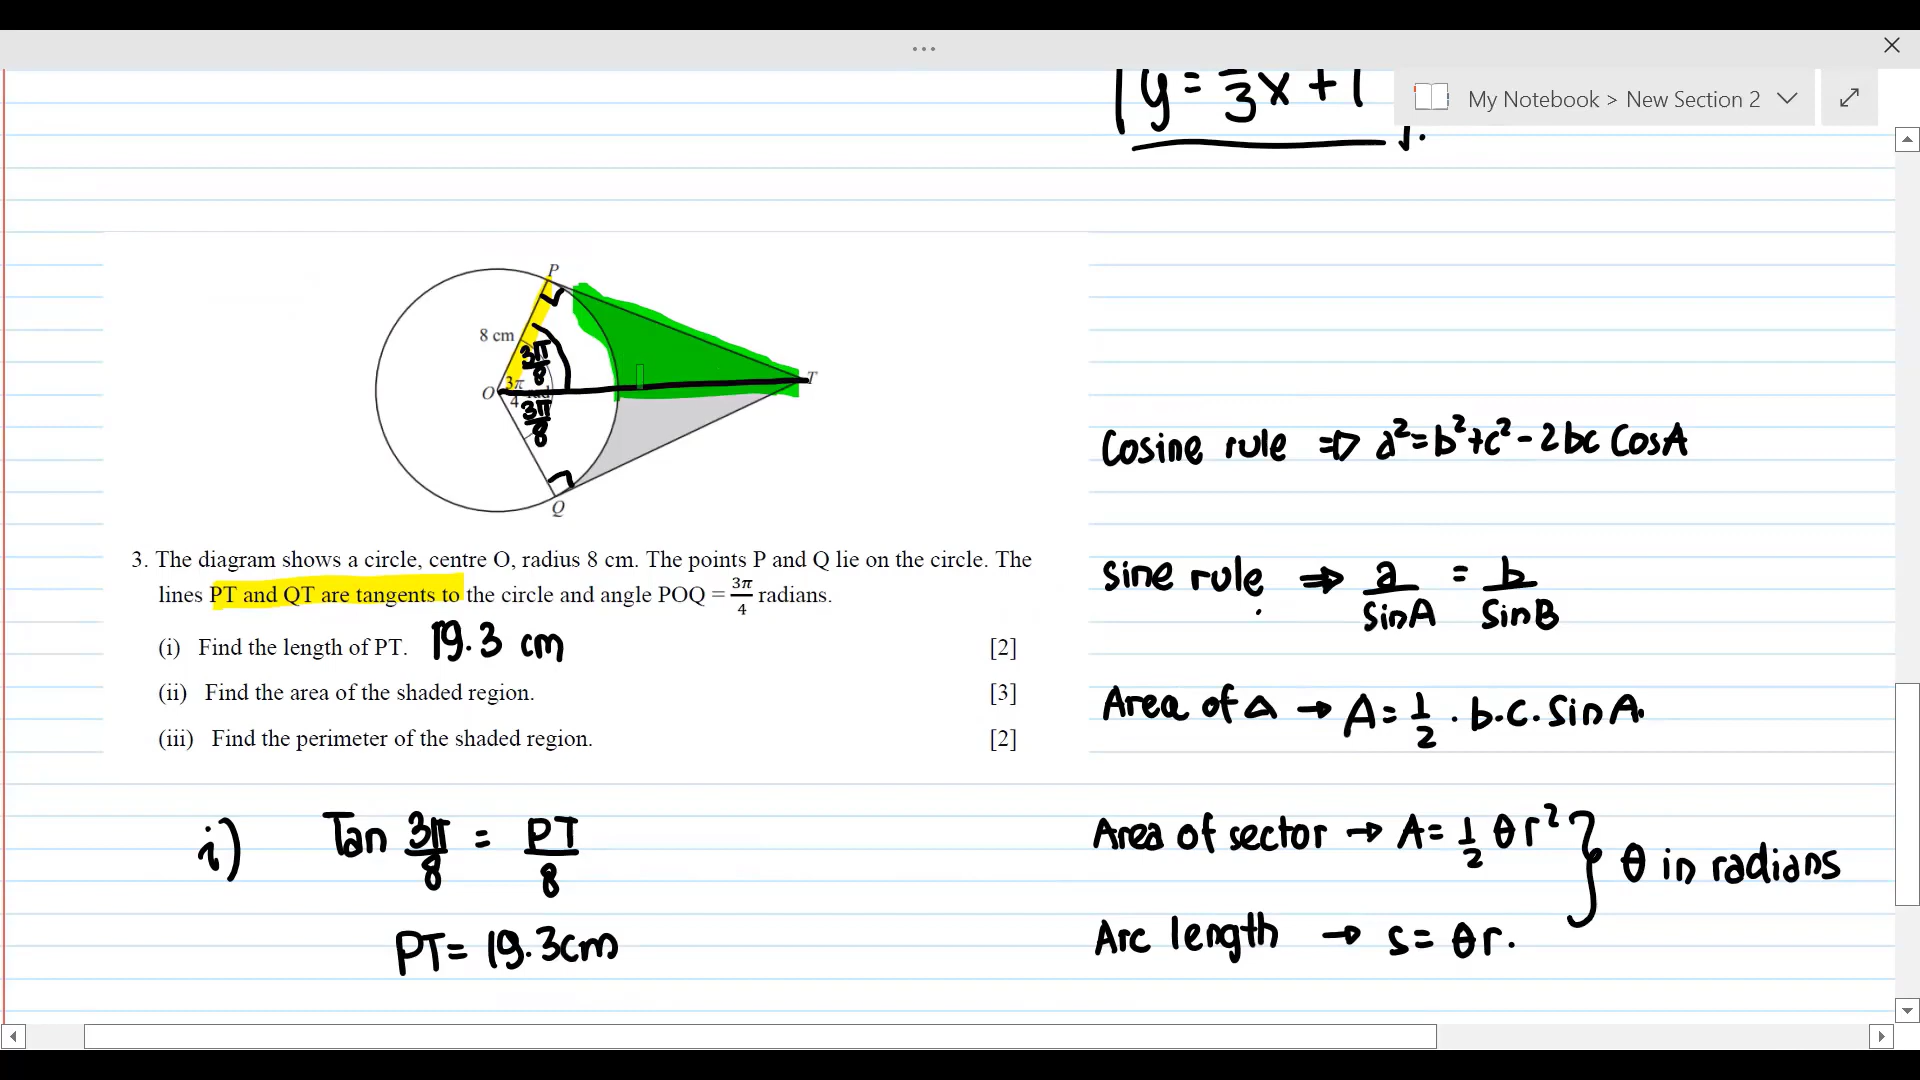 y = /3 x + 1
My Notebook > New Section 2
P
8 cm
3π/8
O
3π/4 rad
T
3π/8
Q
Cosine rule => a² = b² + c² - 2bc CosA
3. The diagram shows a circle, centre O, radius 8 cm. The points P and Q lie on the circle. The
lines PT and QT are tangents to the circle and angle POQ = 3π/4 radians.
Sine rule => a/SinA = b/SinB
(i) Find the length of PT. 19.3 cm [2]
(ii) Find the area of the shaded region. [3]
(iii) Find the perimeter of the shaded region. [2]
Area of Δ → A = 1/2 . b.c. Sin A.
i) Tan 3π/8 = PT/8
PT = 19.3cm
Area of sector → A = 1/2 θ r² } θ in radians
Arc length → s = θr.